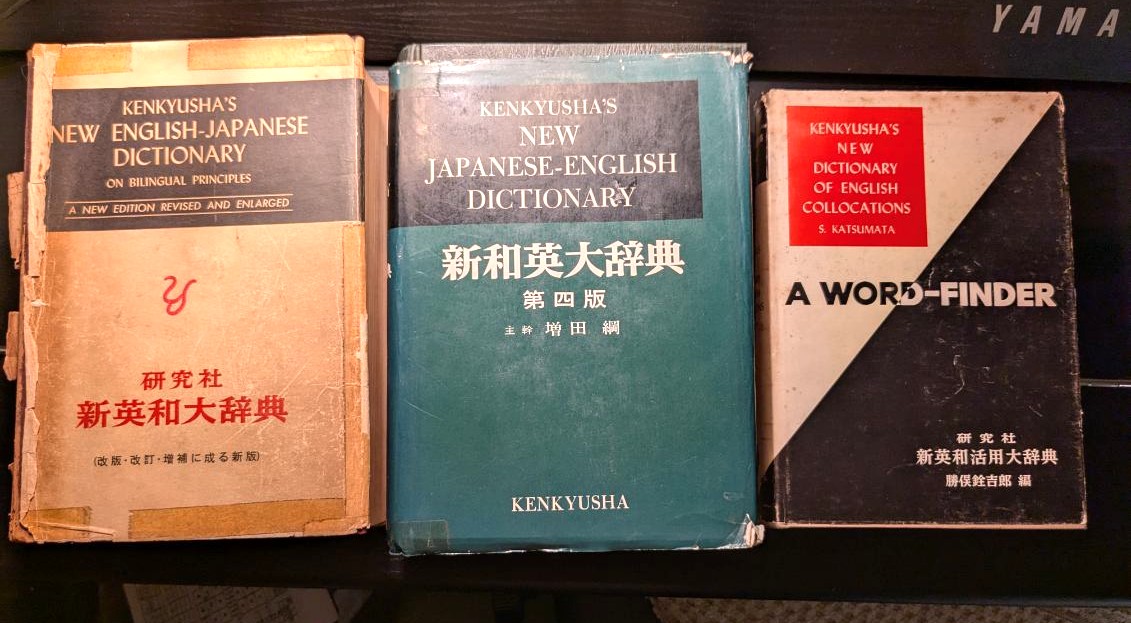 YAMA
KENKYUSHA'S
NEW ENGLISH-JAPANESE
DICTIONARY
ON BILINGUAL PRINCIPLES
A NEW EDITION REVISED AND ENLARGED
研究社
新英和大辞典
(改版・改訂・増補に成る新版)
KENKYUSHA'S
NEW
JAPANESE-ENGLISH
DICTIONARY
新和英大辞典
第四版
主幹 増田 綱
KENKYUSHA
KENKYUSHA'S
NEW
DICTIONARY
OF ENGLISH
COLLOCATIONS
S. KATSUMATA
A WORD-FINDER
研究社
新英和活用大辞典
勝俣銓吉郎 編